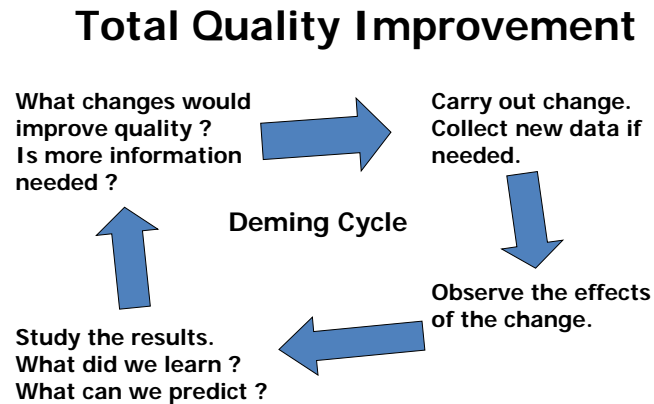 Total Quality Improvement
What changes would
improve quality ?
Is more information
needed ?
Carry out change.
Collect new data if
needed.
Deming Cycle
Observe the effects
of the change.
Study the results.
What did we learn ?
What can we predict ?